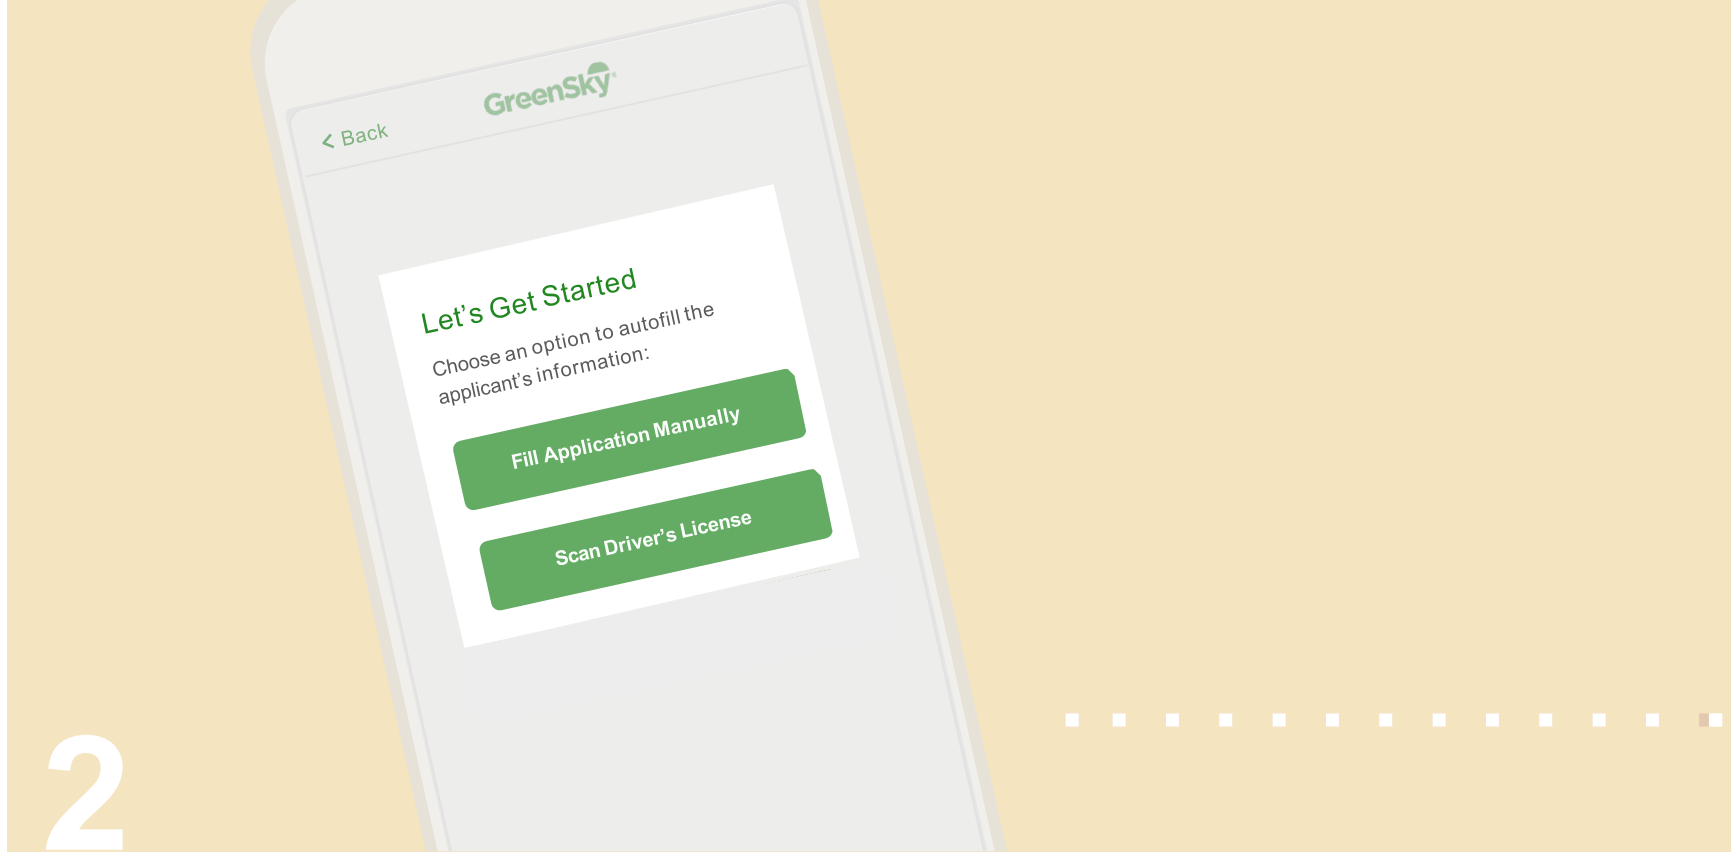 GreenSky
< Back
Let’s Get Started
Choose an option to autofill the
applicant’s information:
Fill Application Manually
Scan Driver’s License
2